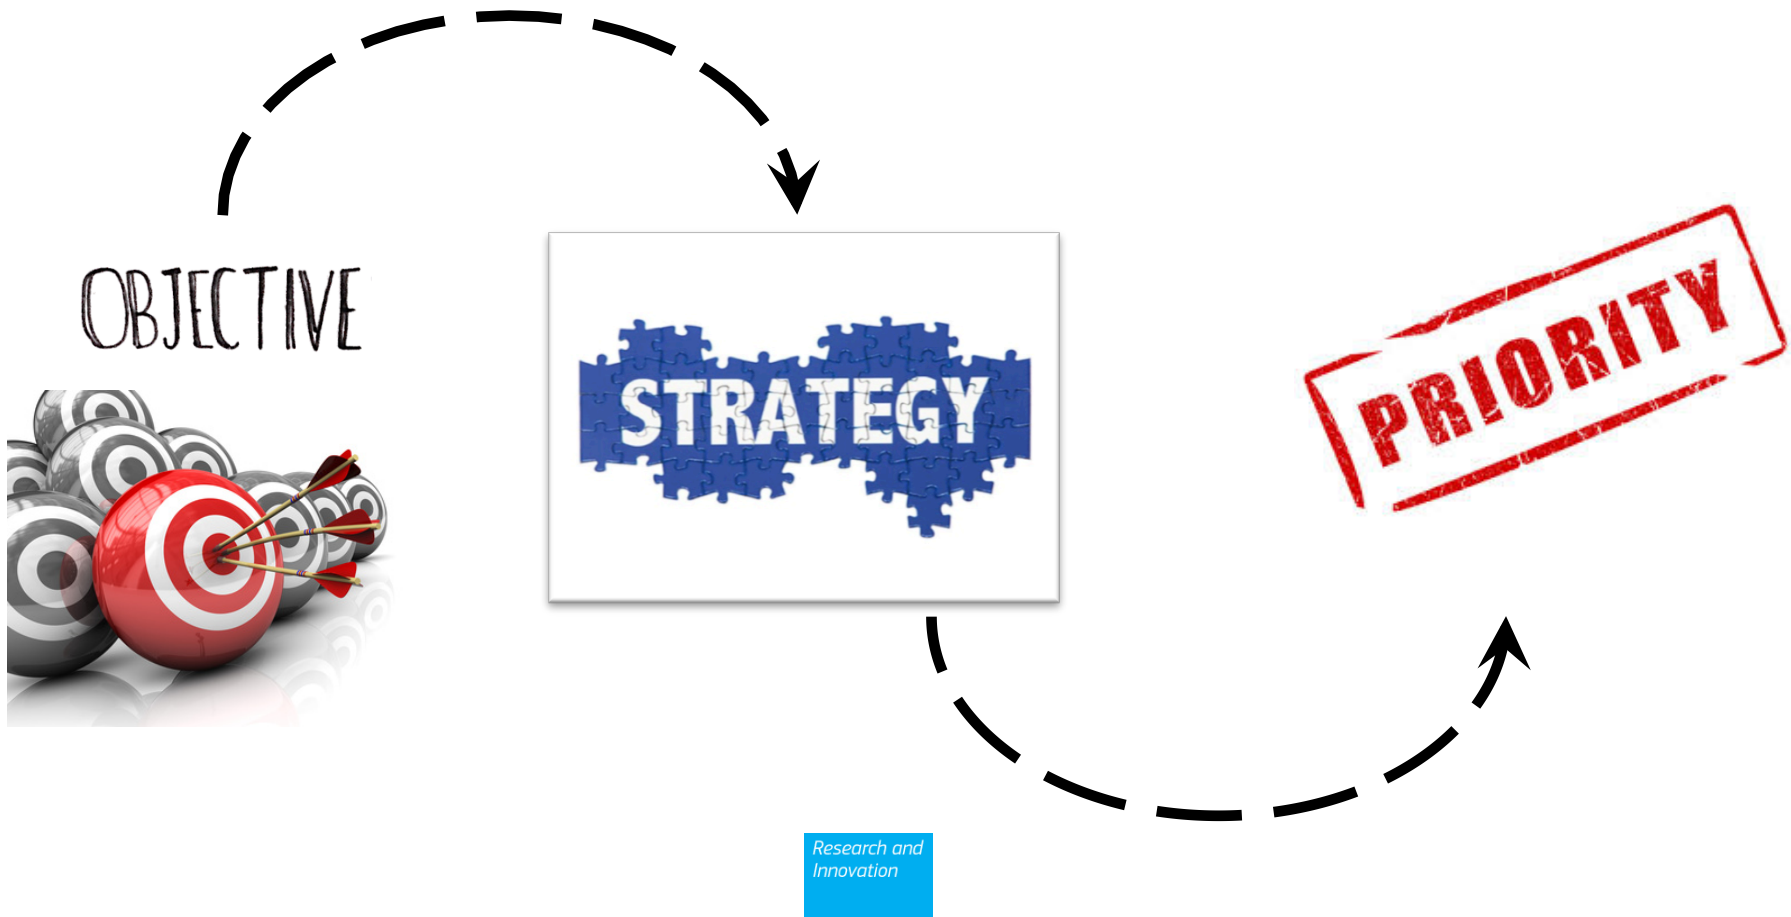 OBJECTIVE
STRATEGY
PRIORITY
Research and
Innovation